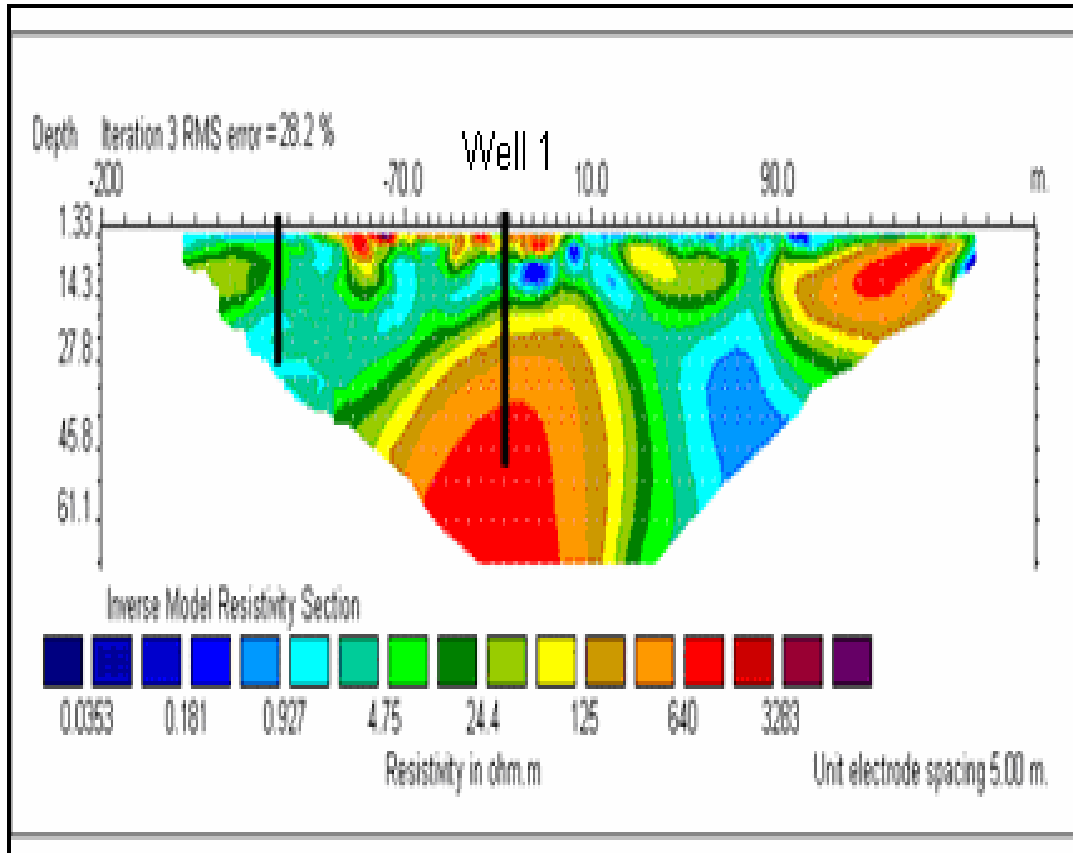 Depth Iteration 3 RMS error = 28.2 %
Well 1
-200 -70.0 10.0 90.0 m.
1.33
14.3
27.8
45.8
61.1
Inverse Model Resistivity Section
0.0353 0.181 0.927 4.75 24.4 125 640 3283
Resistivity in ohm.m Unit electrode spacing 5.00 m.